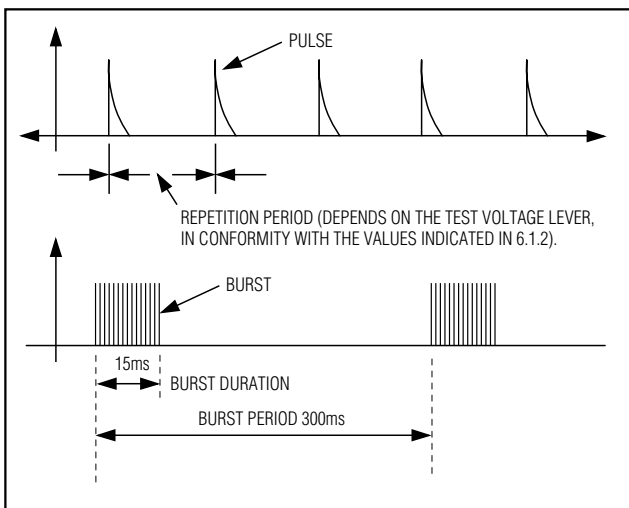 PULSE
REPETITION PERIOD (DEPENDS ON THE TEST VOLTAGE LEVER,
IN CONFORMITY WITH THE VALUES INDICATED IN 6.1.2).
BURST
15ms
BURST DURATION
BURST PERIOD 300ms